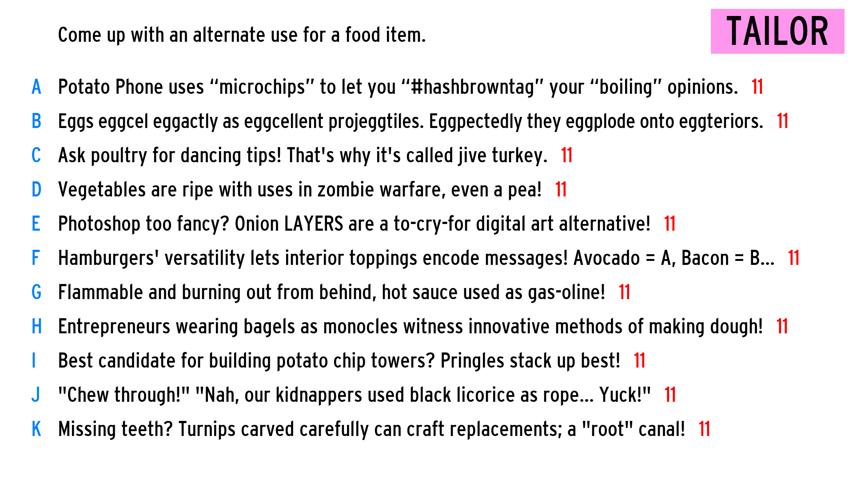 Come up with an alternate use for a food item.
TAILOR
A Potato Phone uses “microchips” to let you “#hashbrowntag” your “boiling” opinions. 11
B Eggs eggcel eggactly as eggcellent projeggtiles. Eggpectedly they eggplode onto eggteriors. 11
C Ask poultry for dancing tips! That's why it's called jive turkey. 11
D Vegetables are ripe with uses in zombie warfare, even a pea! 11
E Photoshop too fancy? Onion LAYERS are a to-cry-for digital art alternative! 11
F Hamburgers' versatility lets interior toppings encode messages! Avocado = A, Bacon = B... 11
G Flammable and burning out from behind, hot sauce used as gas-oline! 11
H Entrepreneurs wearing bagels as monocles witness innovative methods of making dough! 11
I Best candidate for building potato chip towers? Pringles stack up best! 11
J "Chew through!" "Nah, our kidnappers used black licorice as rope... Yuck!" 11
K Missing teeth? Turnips carved carefully can craft replacements; a "root" canal! 11